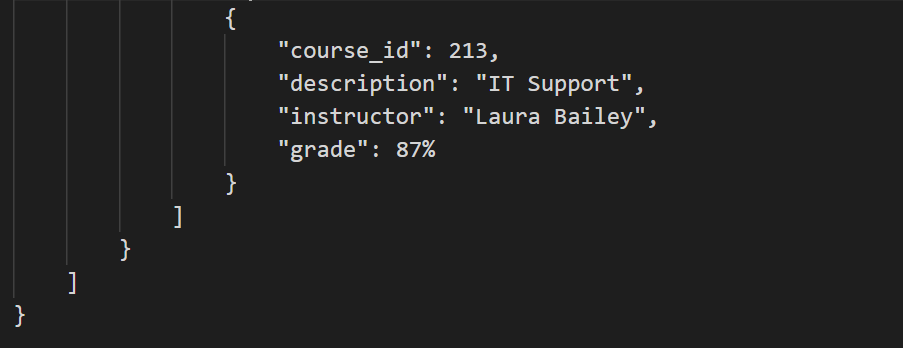 {
"course_id": 213,
"description": "IT Support",
"instructor": "Laura Bailey",
"grade": 87%
}
]
}
]
}